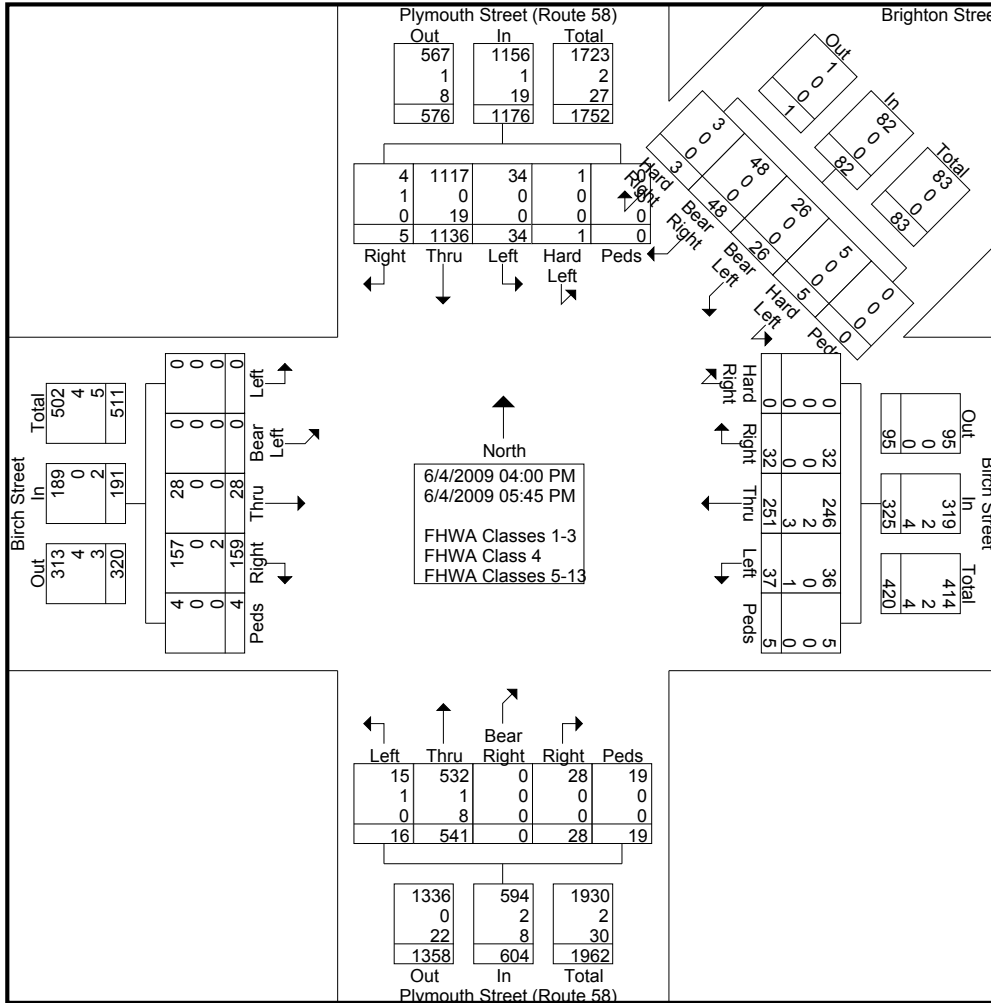 Plymouth Street (Route 58)
Out In Total
567 1156 1723
1 1 2
8 19 27
576 1176 1752
4 1117 34 1 0
1 0 0 0 0
0 19 0 0 0
5 1136 34 1 0
Right Thru Left Hard Left Peds
Brighton Stree
Out
1
0
0
1
In
82
0
0
82
Total
83
0
0
83
3 48 26 5 0
0 0 0 0 0
0 0 0 0 0
3 48 26 5 0
Hard Right
Bear Right
Bear Left
Hard Left
Peds
Birch Street
Total In Out
502 189 313
4 0 4
5 2 3
511 191 320
0 0 28 157 4
0 0 0 0 0
0 0 0 2 0
0 0 28 159 4
Left
Bear Left
Thru
Right
Peds
North
6/4/2009 04:00 PM
6/4/2009 05:45 PM
FHWA Classes 1-3
FHWA Class 4
FHWA Classes 5-13
Hard Right
Right
Thru
Left
Peds
0 32 246 36 5
0 0 2 0 0
0 0 3 1 0
0 32 251 37 5
Birch Street
Out In Total
95 319 414
0 2 2
0 4 4
95 325 420
Left Thru Bear Right Right Peds
15 532 0 28 19
1 1 0 0 0
0 8 0 0 0
16 541 0 28 19
1336 594 1930
0 2 2
22 8 30
1358 604 1962
Out In Total
Plymouth Street (Route 58)